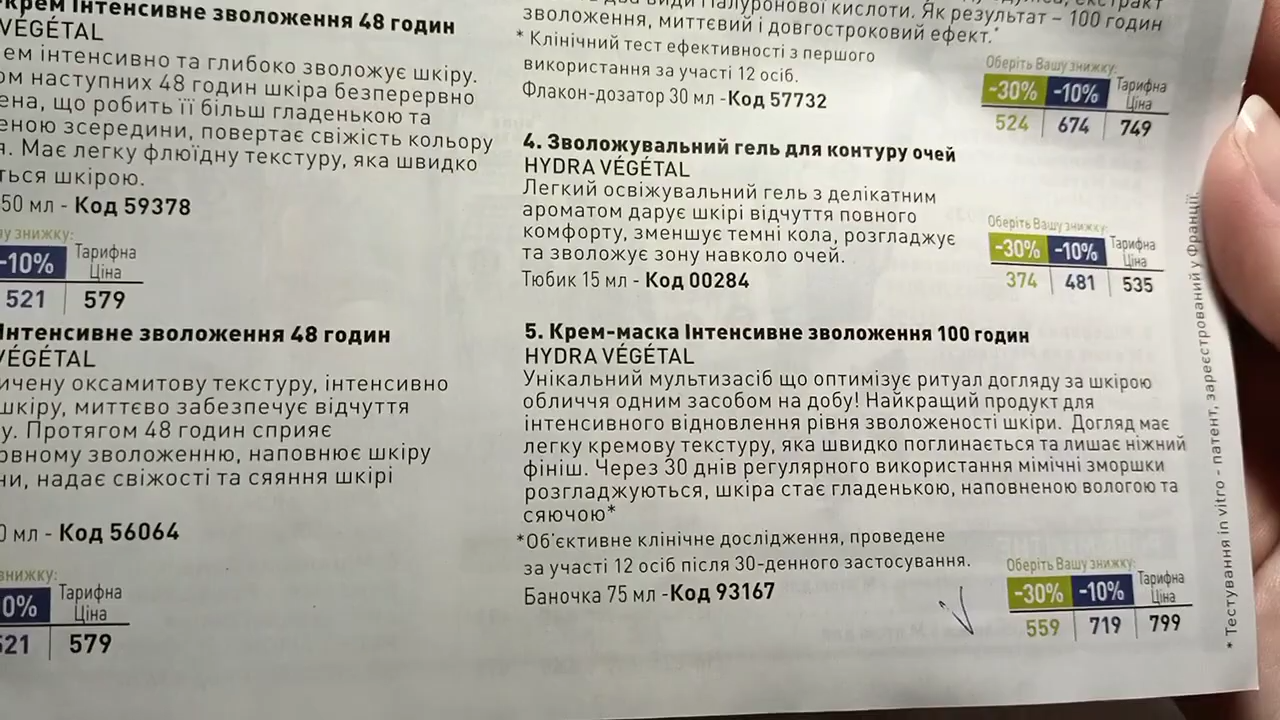 крем Інтенсивне зволоження 48 годин
VÉGÉTAL
інтенсивно та глибоко зволожує шкіру.
наступних 48 годин шкіра безперервно
що робить її більш гладенькою та
зсередини, повертає свіжість кольору
Має легку флюїдну текстуру, яка швидко
шкірою.
50 мл - Код 59378
знижку:
-10% Тарифна
Ціна
521 579
Інтенсивне зволоження 48 годин
VÉGÉTAL
оксамитову текстуру, інтенсивно
шкіру, миттєво забезпечує відчуття
Протягом 48 годин сприяє
зволоженню, наповнює шкіру
надає свіжості та сяяння шкірі
мл - Код 56064
знижку:
0% Тарифна
Ціна
521 579
два види гіалуронової кислоти. Як результат – 100 годин
зволоження, миттєвий і довгостроковий ефект.*
* Клінічний тест ефективності з першого
використання за участі 12 осіб.
Флакон-дозатор 30 мл -Код 57732
Оберіть Вашу знижку:
-30% -10% Тарифна
Ціна
524 674 749
4. Зволожувальний гель для контуру очей
HYDRA VÉGÉTAL
Легкий освіжувальний гель з делікатним
ароматом дарує шкірі відчуття повного
комфорту, зменшує темні кола, розгладжує
та зволожує зону навколо очей.
Тюбик 15 мл - Код 00284
Оберіть Вашу знижку:
-30% -10% Тарифна
Ціна
374 481 535
5. Крем-маска Інтенсивне зволоження 100 годин
HYDRA VÉGÉTAL
Унікальний мультизасіб що оптимізує ритуал догляду за шкірою
обличчя одним засобом на добу! Найкращий продукт для
інтенсивного відновлення рівня зволоженості шкіри. Догляд має
легку кремову текстуру, яка швидко поглинається та лишає ніжний
фініш. Через 30 днів регулярного використання мімічні зморшки
розгладжуються, шкіра стає гладенькою, наповненою вологою та
сяючою*
*Об'єктивне клінічне дослідження, проведене
за участі 12 осіб після 30-денного застосування.
Баночка 75 мл -Код 93167
Оберіть Вашу знижку:
-30% -10% Тарифна
Ціна
559 719 799
* Тестування in vitro - патент, зареєстрований у Франції.